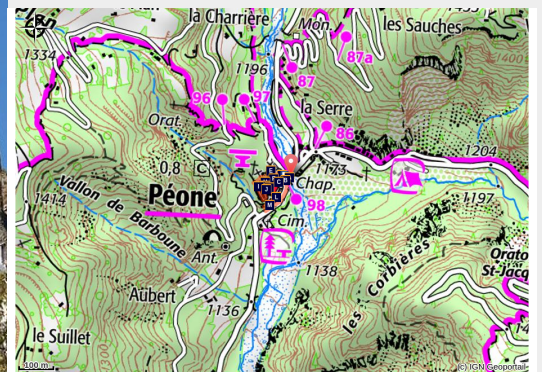 la Charrière
Mon.
les Sauches
1334
1196
87a
1400
87
96
97
la Serre
86
Orat.
1204
0,8
C
1173
Péone
Chap.
1414
98
1197
Vallon de Barboune
Cim.
Ant.
1138
les Corbières
Orato
St-Jacq
Aubert
1136
le Suillet
14
100 m
(c) IGN Geoportail